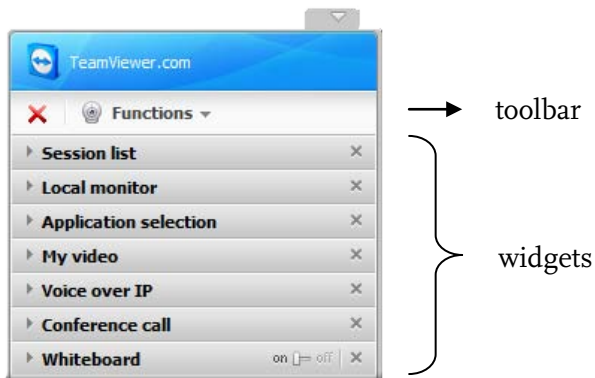 TeamViewer.com
Functions
toolbar
Session list
Local monitor
Application selection
My video
widgets
Voice over IP
Conference call
Whiteboard on off